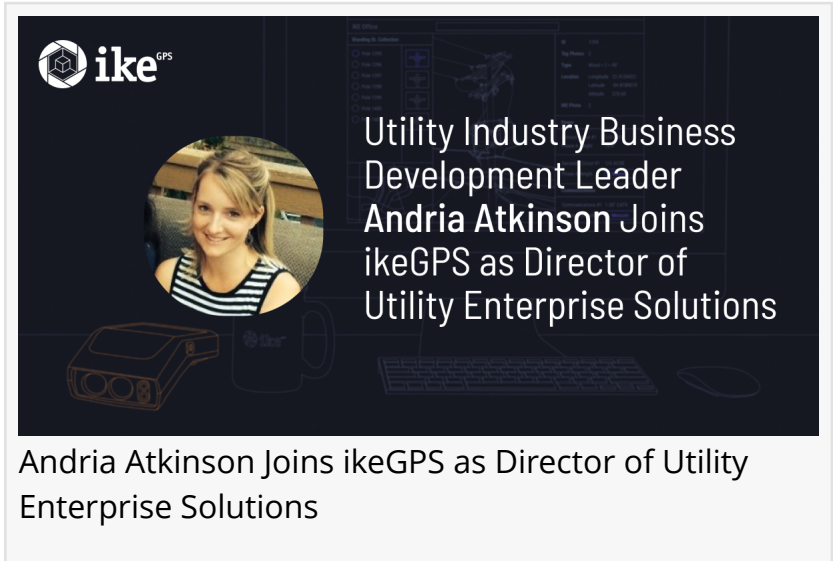 ike GPS
Utility Industry Business
Development Leader
Andria Atkinson Joins
ikeGPS as Director of
Utility Enterprise Solutions
ike
Andria Atkinson Joins ikeGPS as Director of Utility
Enterprise Solutions